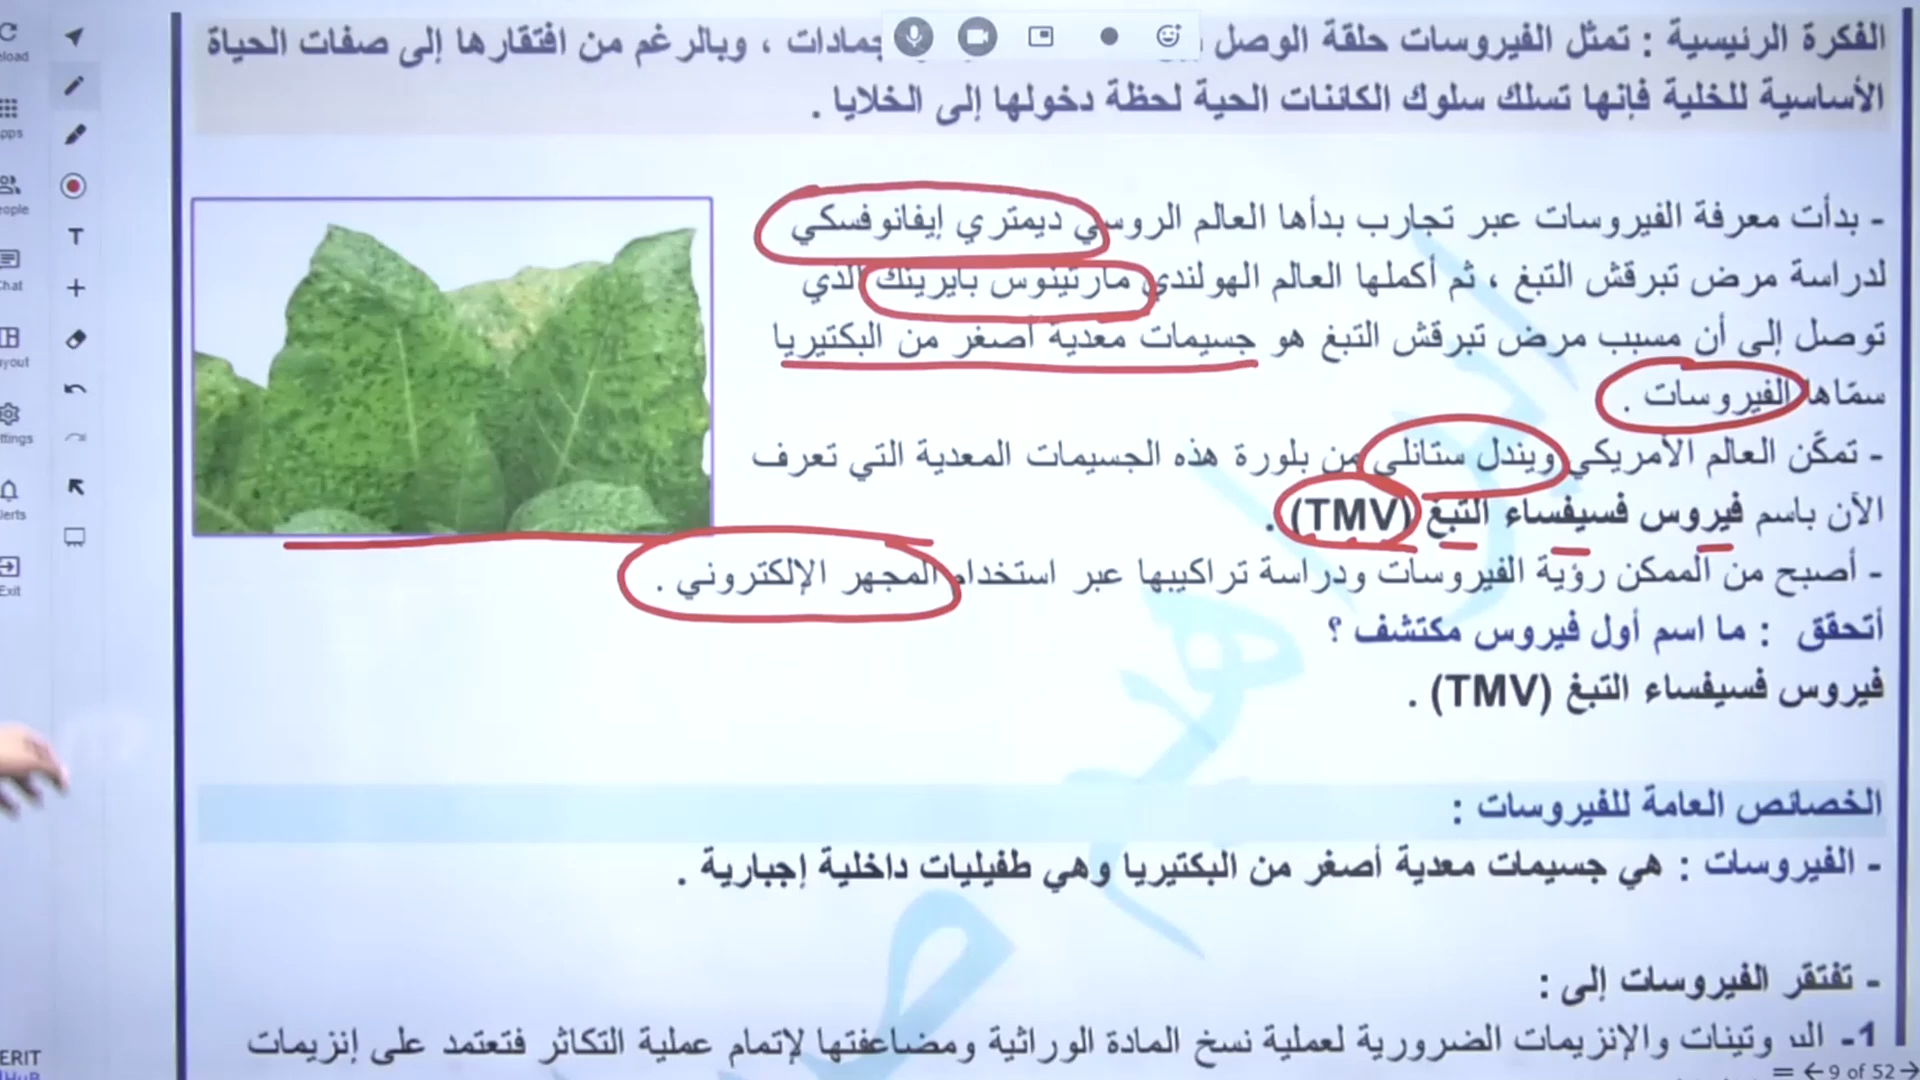 الفكرة الرئيسية : تمثل الفيروسات حلقة الوصل جمادات ، وبالرغم من افتقارها إلى صفات الحياة
الأساسية للخلية فإنها تسلك سلوك الكائنات الحية لحظة دخولها إلى الخلايا .
- بدأت معرفة الفيروسات عبر تجارب بدأها العالم الروسي ديمتري إيفانوفسكي
لدراسة مرض تبرقش التبغ ، ثم أكملها العالم الهولندي مارتينوس بايرينك الذي
توصل إلى أن مسبب مرض تبرقش التبغ هو جسيمات معدية أصغر من البكتيريا
سمّاها الفيروسات .
- تمكّن العالم الأمريكي ويندل ستانلي من بلورة هذه الجسيمات المعدية التي تعرف
الآن باسم فيروس فسيفساء التبغ (TMV) .
- أصبح من الممكن رؤية الفيروسات ودراسة تراكيبها عبر استخدام المجهر الإلكتروني .
أتحقق : ما اسم أول فيروس مكتشف ؟
فيروس فسيفساء التبغ (TMV) .
الخصائص العامة للفيروسات :
- الفيروسات : هي جسيمات معدية أصغر من البكتيريا وهي طفيليات داخلية إجبارية .
- تفتقر الفيروسات إلى :
1- البروتينات والإنزيمات الضرورية لعملية نسخ المادة الوراثية ومضاعفتها لإتمام عملية التكاثر فتعتمد على إنزيمات
9 of 52